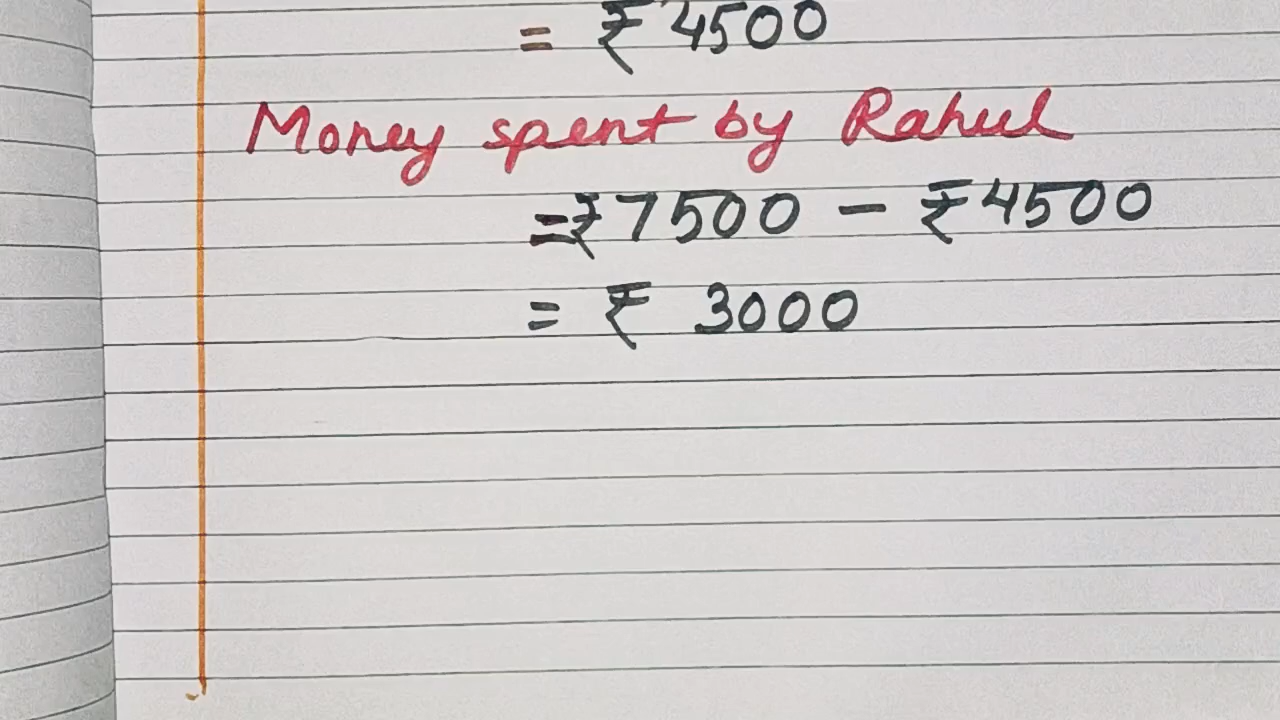 = ₹ 4500
Money spent by Rahul
= ₹ 7500 - ₹ 4500
= ₹ 3000